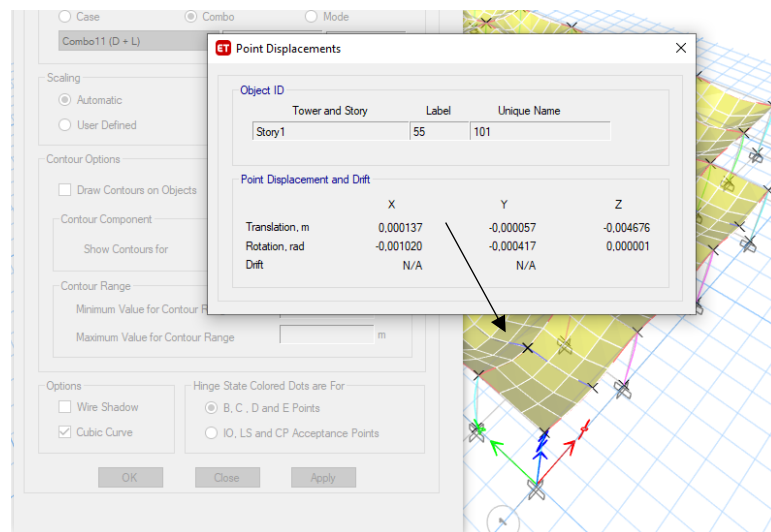 Case Combo Mode
Combo11 (D + L)
Scaling
Automatic
User Defined
Contour Options
Draw Contours on Objects
Contour Component
Show Contours for
Contour Range
Minimum Value for Contour R
Maximum Value for Contour Range m
Options
Wire Shadow
Cubic Curve
Hinge State Colored Dots are For
B, C , D and E Points
IO, LS and CP Acceptance Points
OK Close Apply
ET Point Displacements
Object ID
Tower and Story Label Unique Name
Story1 55 101
Point Displacement and Drift
X Y Z
Translation, m 0,000137 -0,000057 -0,004676
Rotation, rad -0,001020 -0,000417 0,000001
Drift N/A N/A